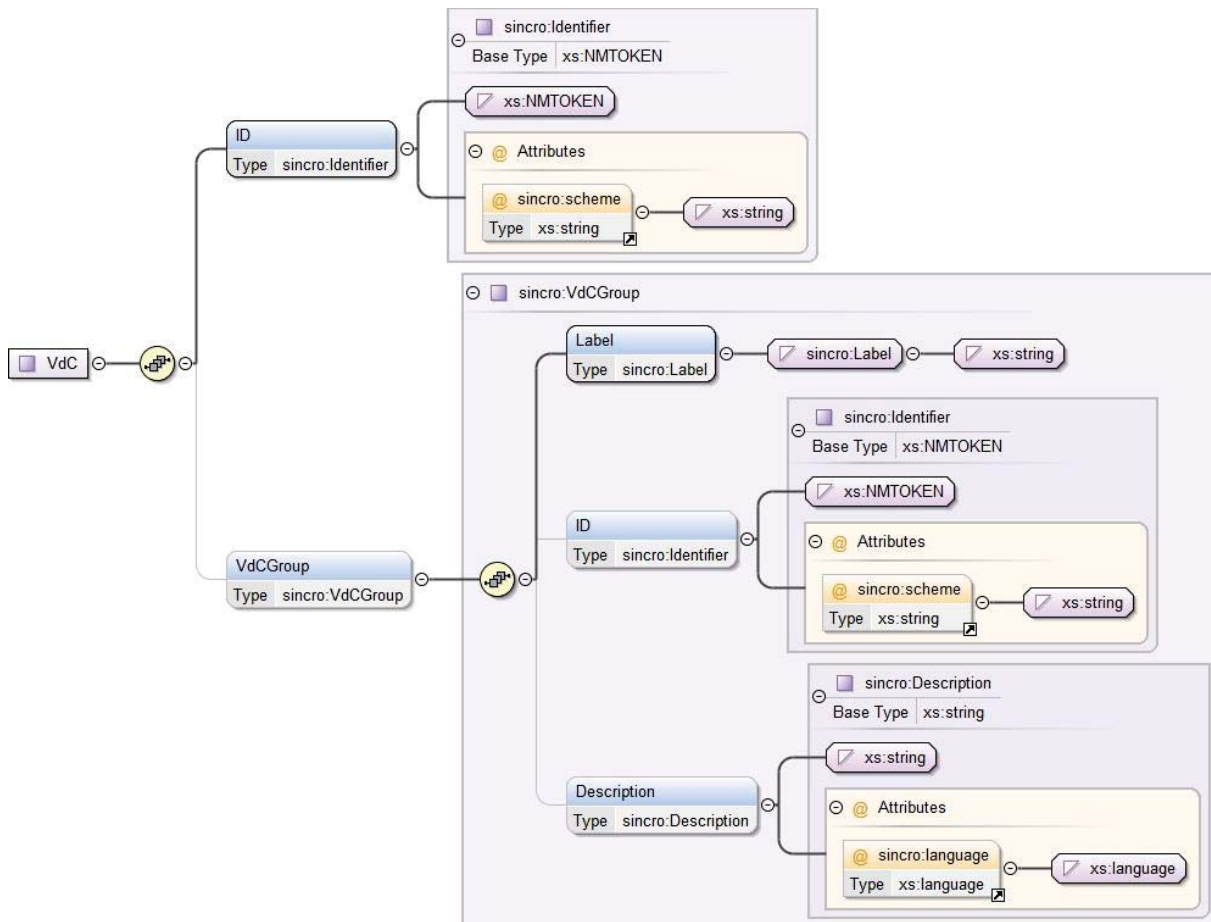 sincro:Identifier
Base Type xs:NMTOKEN
xs:NMTOKEN
ID
Type sincro:Identifier
@ Attributes
@ sincro:scheme
Type xs:string
xs:string
sincro:VdCGroup
Label
Type sincro:Label
sincro:Label
xs:string
VdC
sincro:Identifier
Base Type xs:NMTOKEN
xs:NMTOKEN
ID
Type sincro:Identifier
@ Attributes
VdCGroup
Type sincro:VdCGroup
@ sincro:scheme
Type xs:string
xs:string
sincro:Description
Base Type xs:string
xs:string
Description
Type sincro:Description
@ Attributes
@ sincro:language
Type xs:language
xs:language